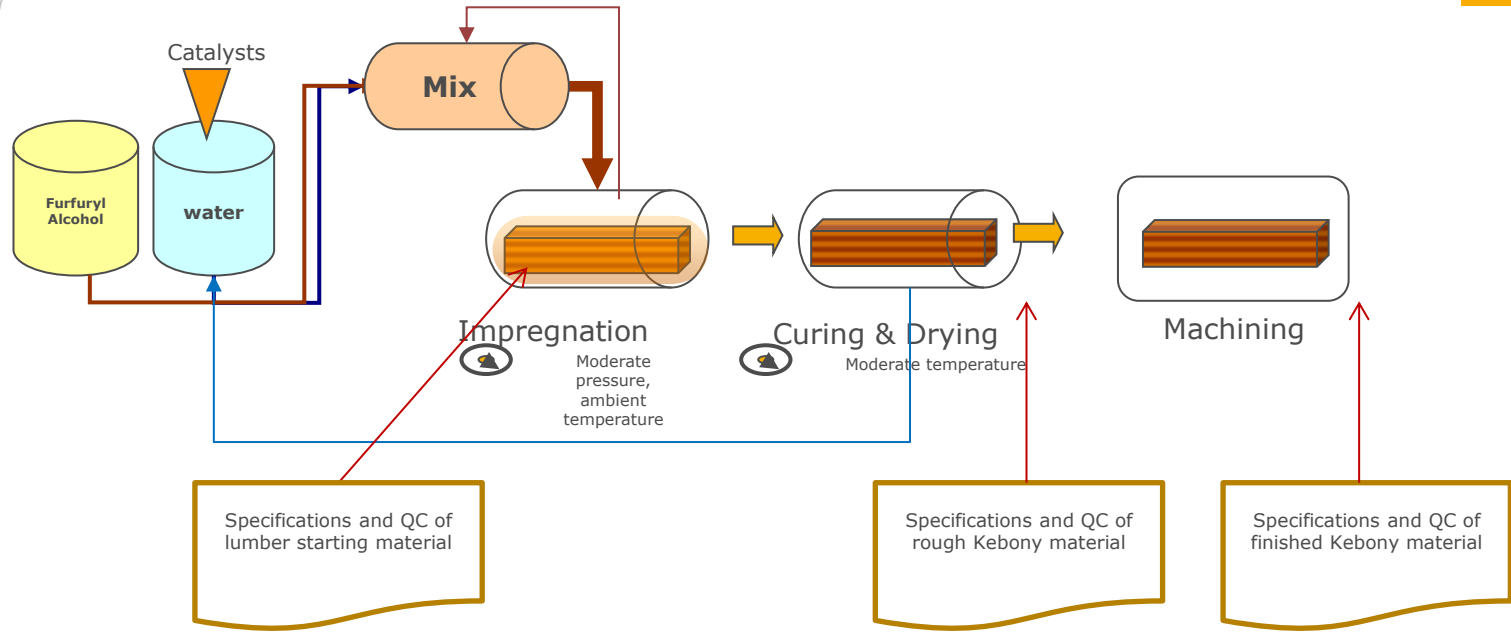 Catalysts
Mix
Furfuryl
Alcohol
water
Impregnation
Moderate
pressure,
ambient
temperature
Curing & Drying
Moderate temperature
Machining
Specifications and QC of
lumber starting material
Specifications and QC of
rough Kebony material
Specifications and QC of
finished Kebony material